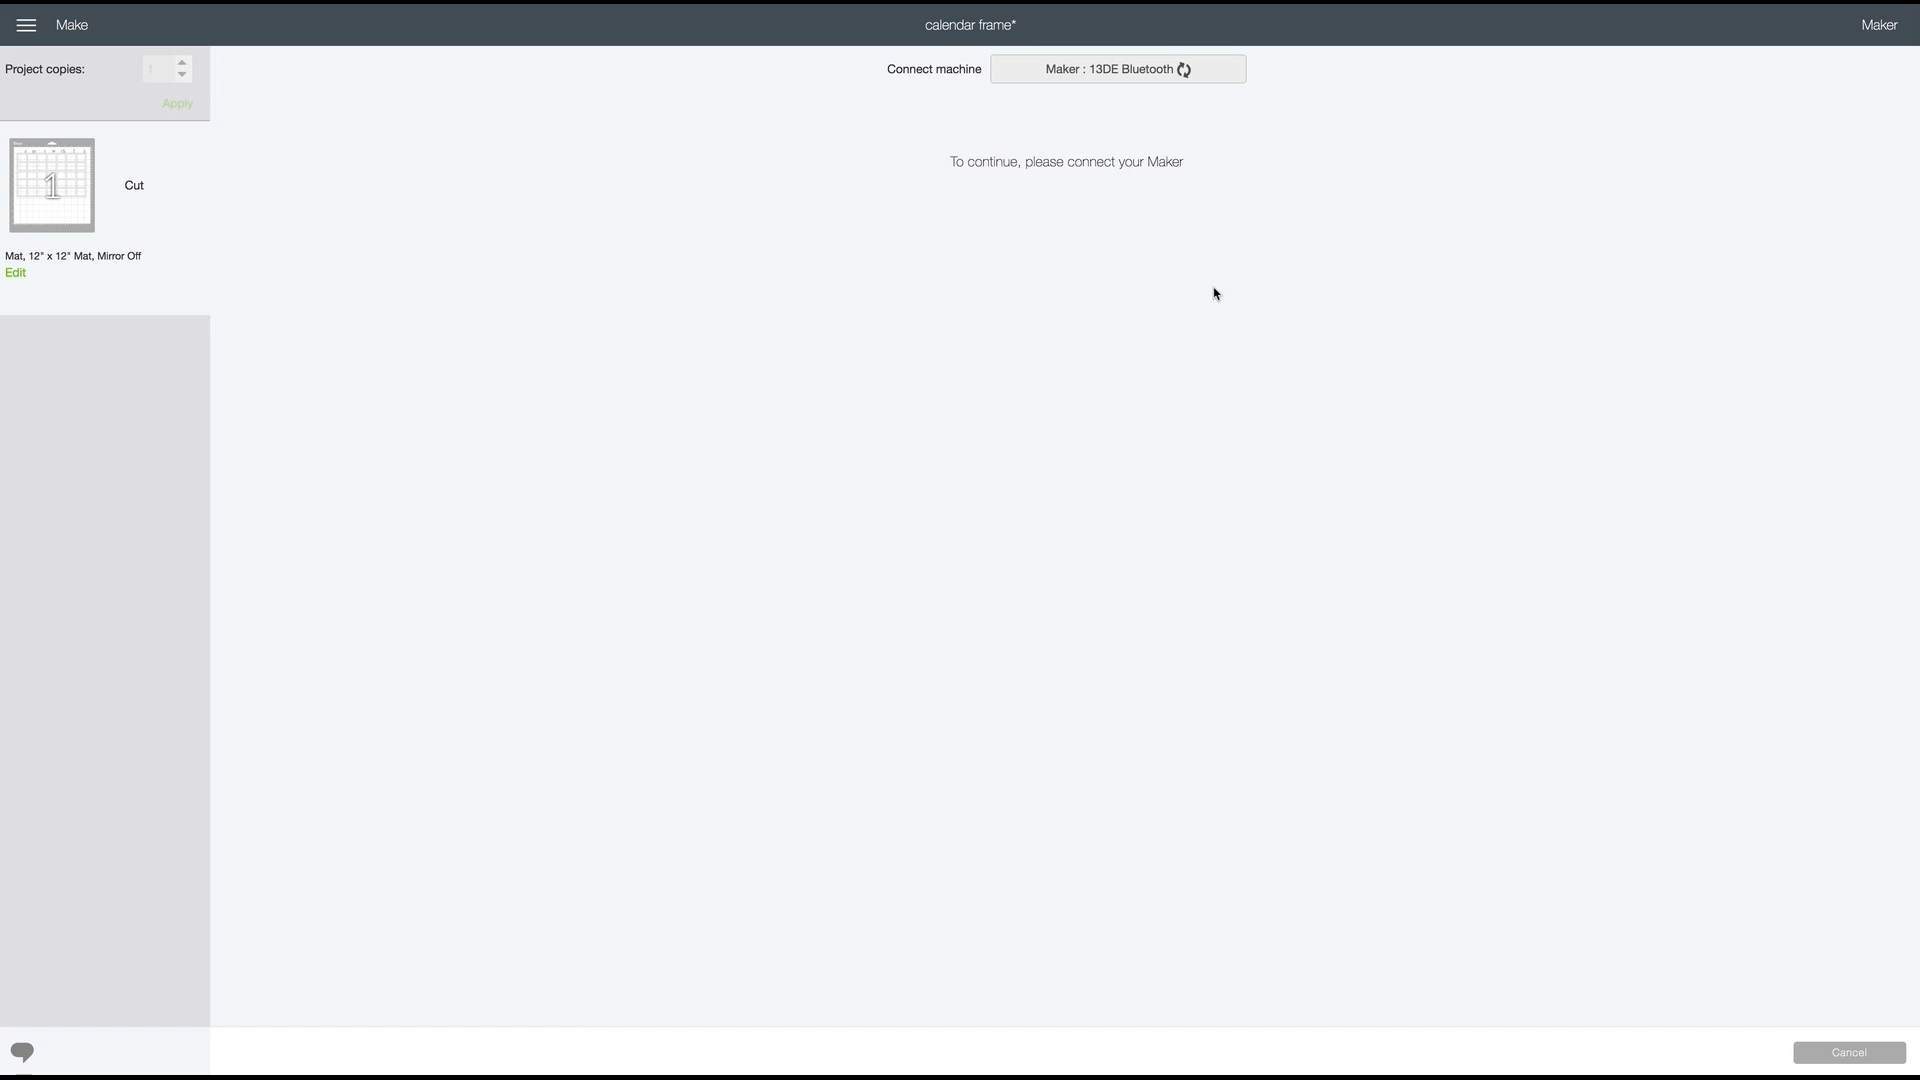 Make
calendar frame*
Maker
Project copies:
1
Connect machine
Maker : 13DE Bluetooth
Apply
1
Cut
To continue, please connect your Maker
Mat, 12" x 12" Mat, Mirror Off
Edit
Cancel